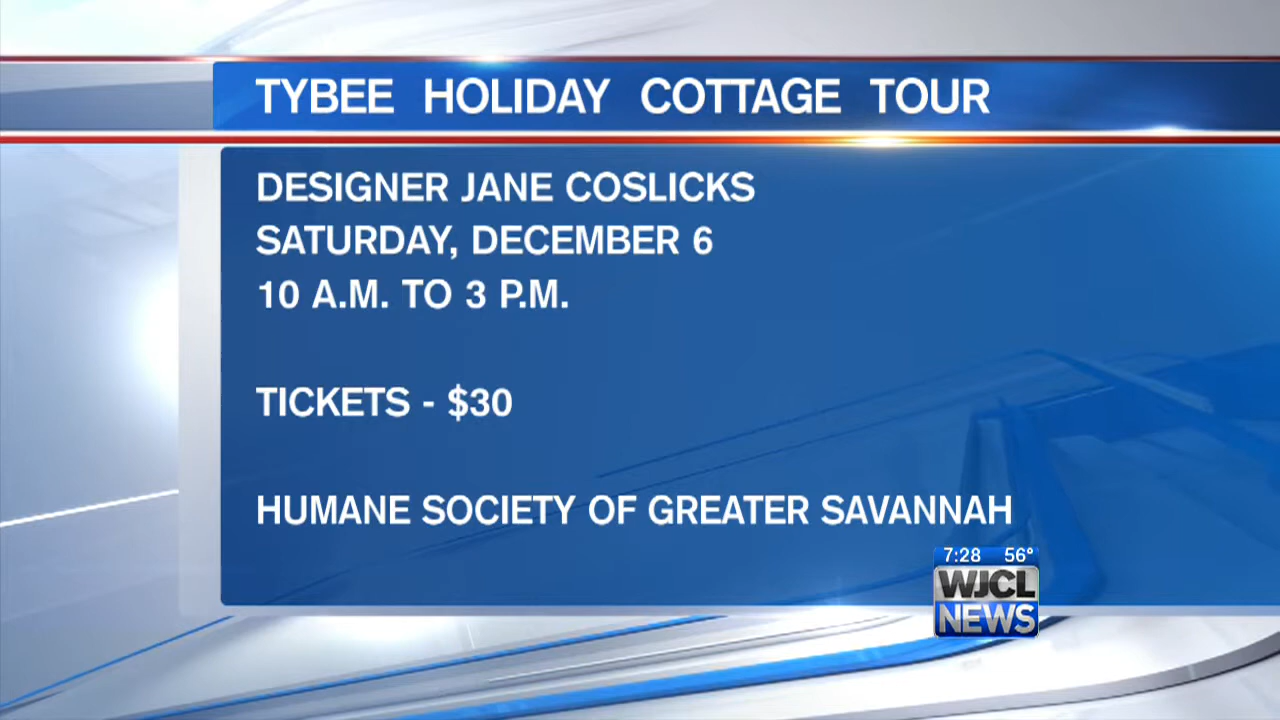 TYBEE HOLIDAY COTTAGE TOUR
DESIGNER JANE COSLICKS
SATURDAY, DECEMBER 6
10 A.M. TO 3 P.M.
TICKETS - $30
HUMANE SOCIETY OF GREATER SAVANNAH
7:28 56°
WJCL
NEWS